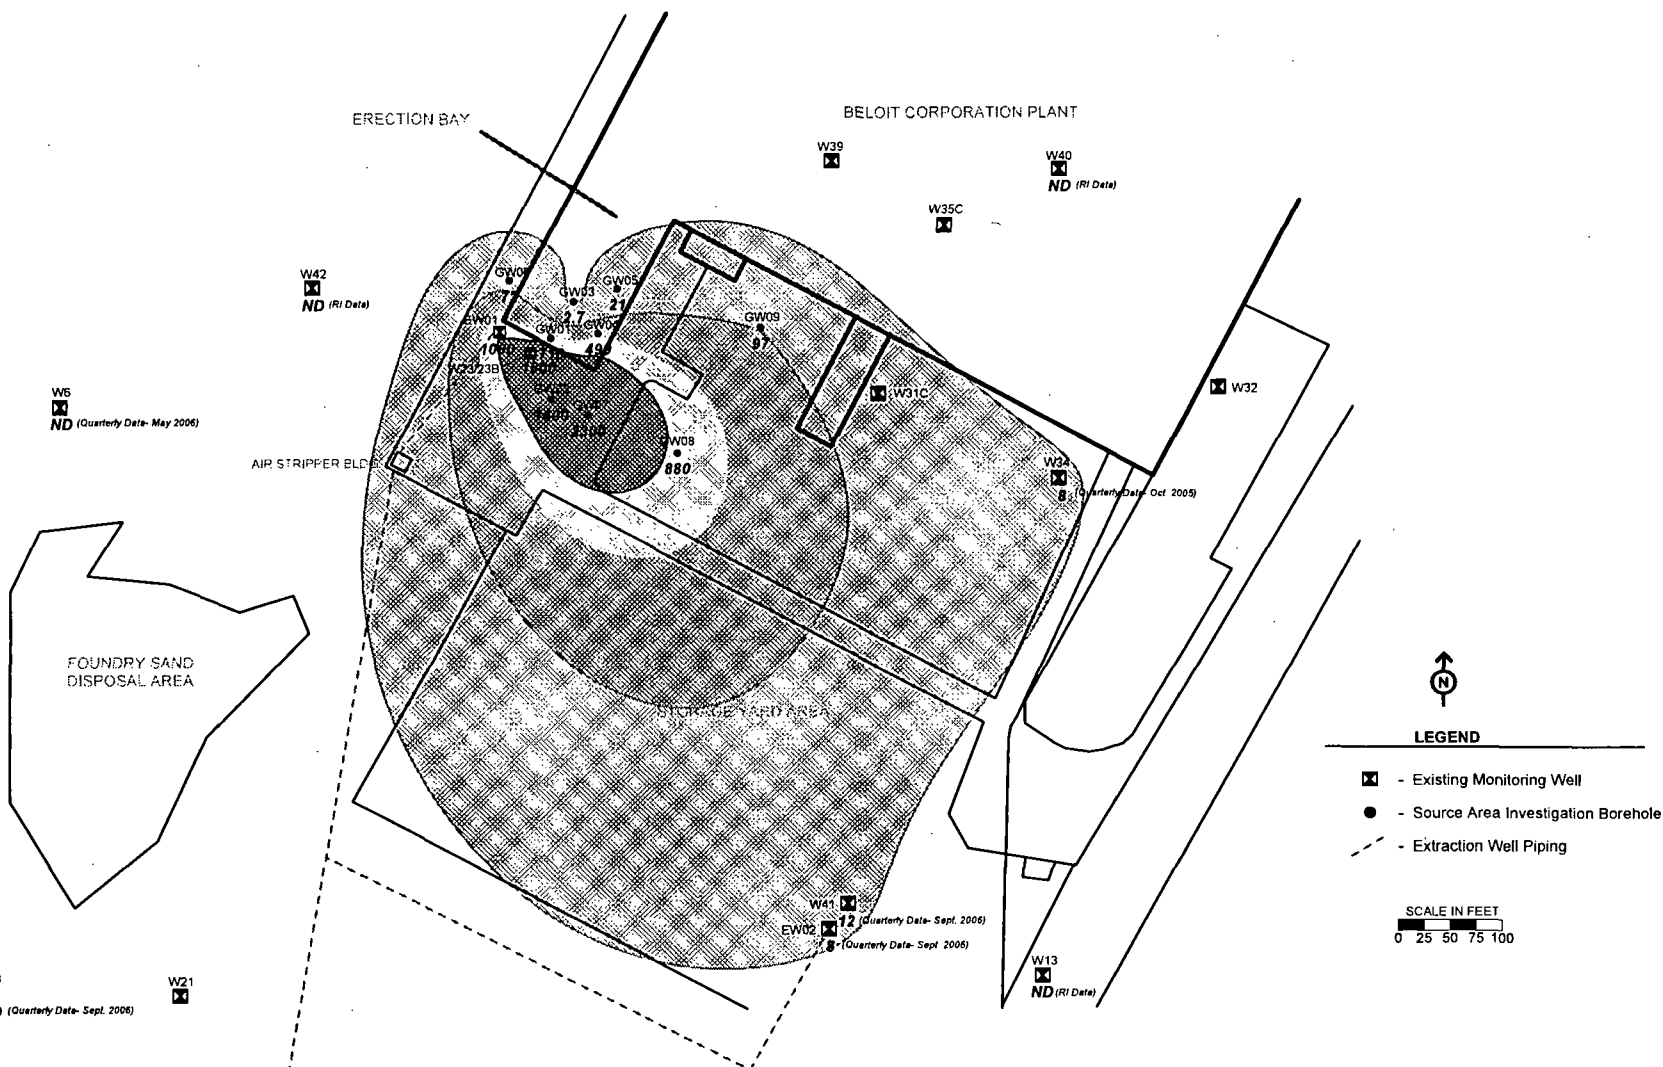 ERECTION BAY
BELOIT CORPORATION PLANT
W39
W40
ND (RI Data)
W35C
W42
ND (RI Data)
GW05
21
GW03
2.7
GW09
97
EW01
GW01
490
W23/23B
W31C
W32
W6
ND (Quarterly Data- May 2006)
GW08
880
AIR STRIPPER BLDG
W34
8 (Quarterly Data- Oct 2005)
FOUNDRY SAND
DISPOSAL AREA
STORAGE YARD AREA
W41
12 (Quarterly Data- Sept. 2006)
EW02
8 (Quarterly Data- Sept 2006)
W13
ND (RI Data)
W21
(Quarterly Data- Sept. 2006)
N
LEGEND
- Existing Monitoring Well
- Source Area Investigation Borehole
- Extraction Well Piping
SCALE IN FEET
0 25 50 75 100